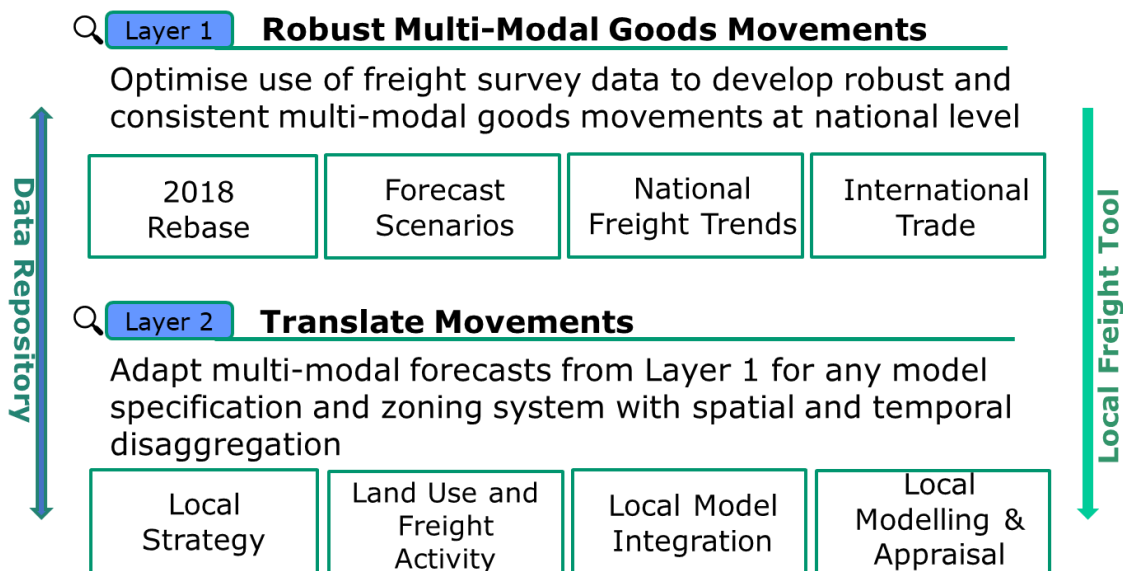 Layer 1 Robust Multi-Modal Goods Movements
Optimise use of freight survey data to develop robust and
consistent multi-modal goods movements at national level
2018
Rebase
Forecast
Scenarios
National
Freight Trends
International
Trade
Data Repository
Local Freight Tool
Layer 2 Translate Movements
Adapt multi-modal forecasts from Layer 1 for any model
specification and zoning system with spatial and temporal
disaggregation
Local
Strategy
Land Use and
Freight
Activity
Local Model
Integration
Local
Modelling &
Appraisal